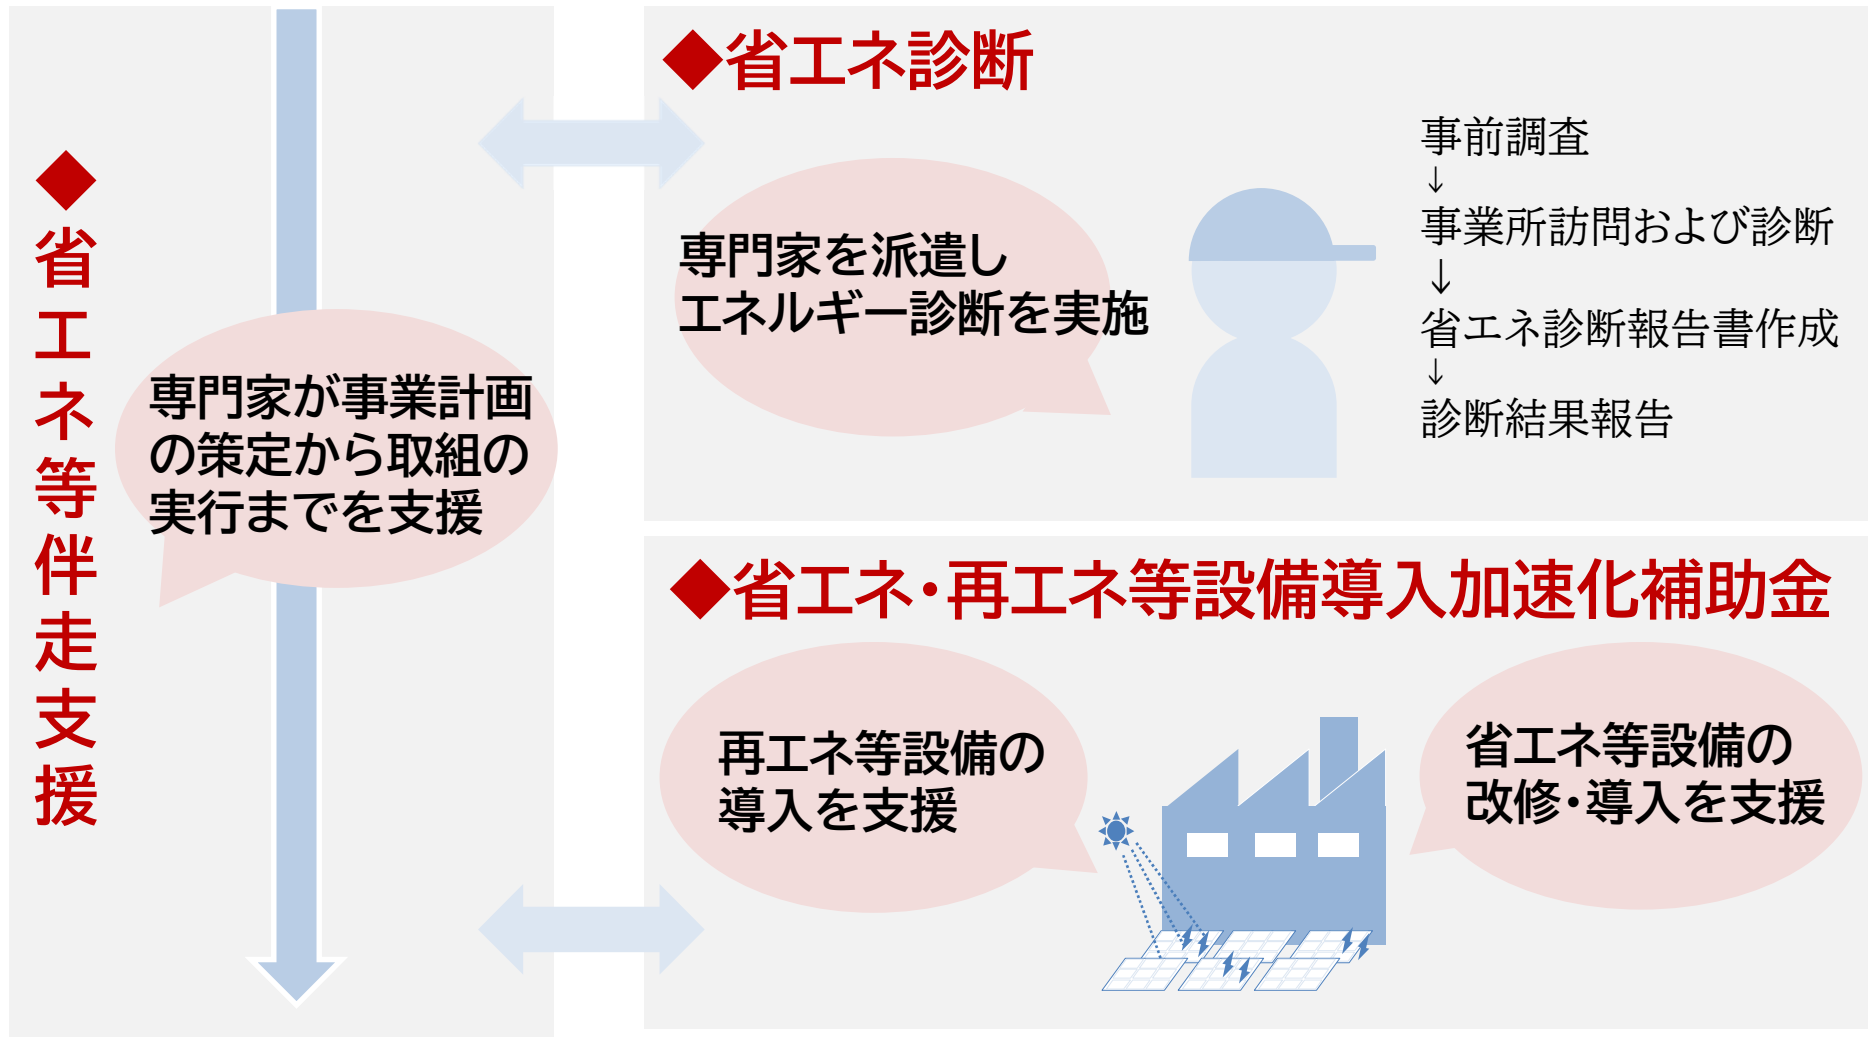 ◆省エネ等伴走支援
専門家が事業計画
の策定から取組の
実行までを支援
◆省エネ診断
専門家を派遣し
エネルギー診断を実施
事前調査
↓
事業所訪問および診断
↓
省エネ診断報告書作成
↓
診断結果報告
◆省エネ・再エネ等設備導入加速化補助金
再エネ等設備の
導入を支援
省エネ等設備の
改修・導入を支援